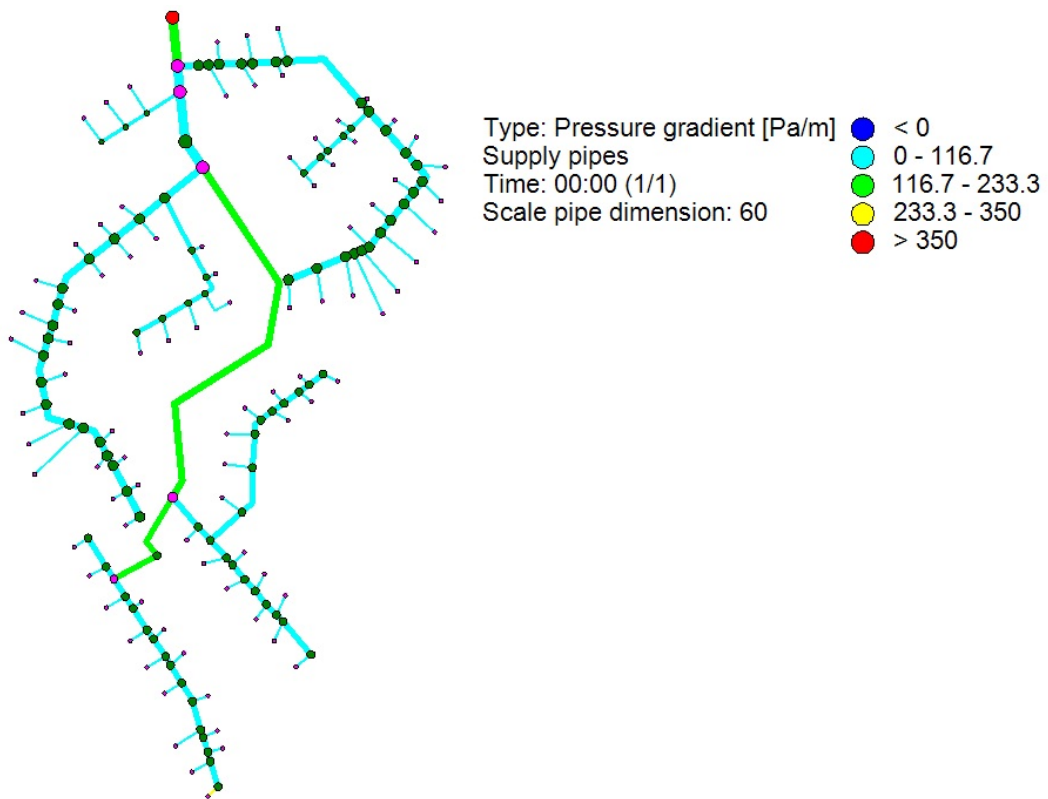 Type: Pressure gradient [Pa/m]
Supply pipes
Time: 00:00 (1/1)
Scale pipe dimension: 60
< 0
0 - 116.7
116.7 - 233.3
233.3 - 350
> 350